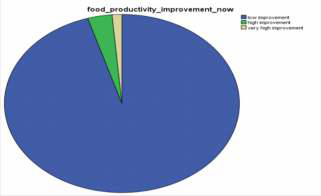 food_productivity_improvement_now
low improvement
high improvement
very high improvement